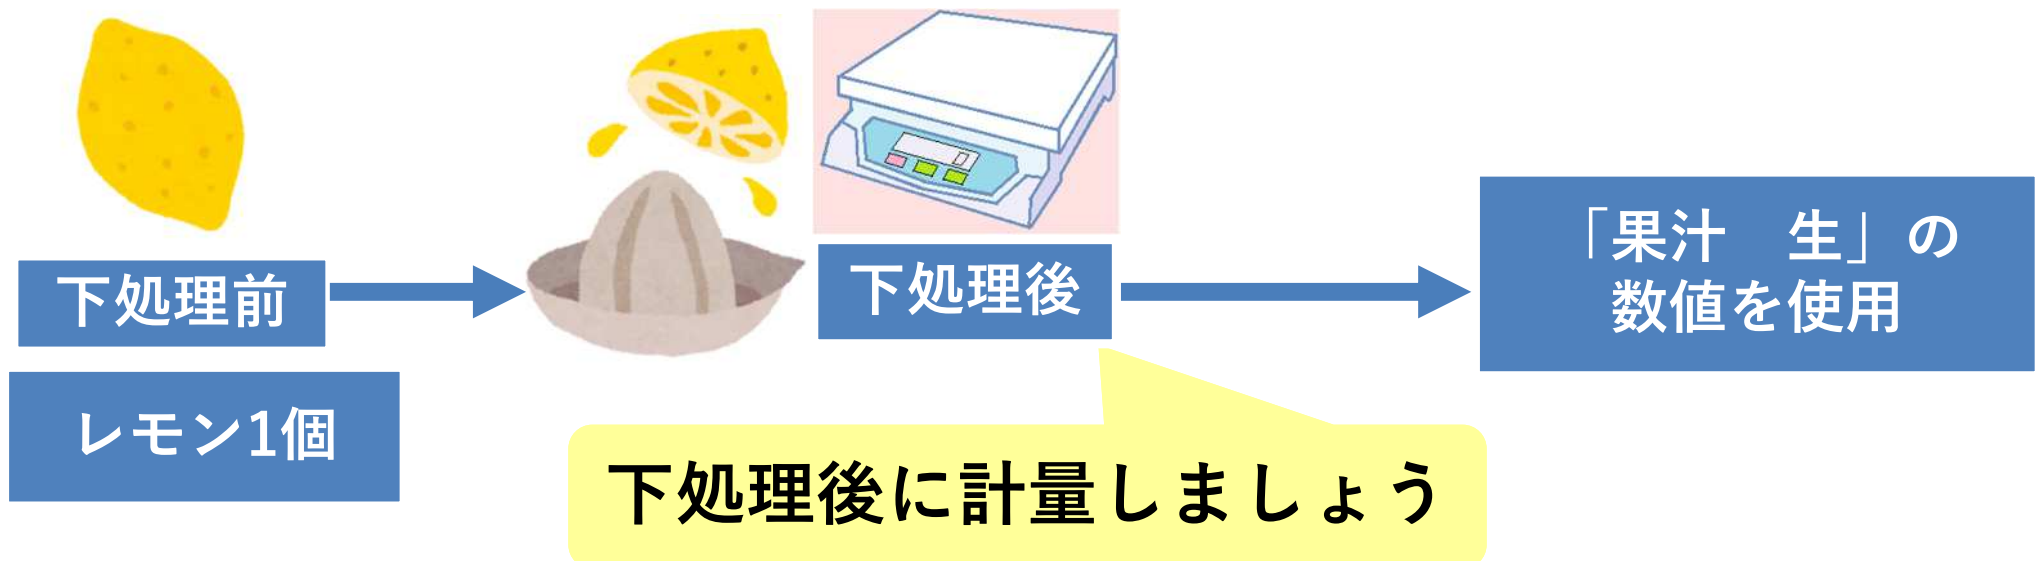 下処理前
レモン1個
下処理後
下処理後に計量しましょう
「果汁　生」の
数値を使用